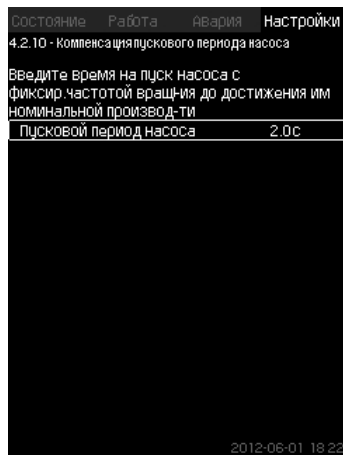 Состояние Работа Авария Настройки
4.2.10 - Компенсация пускового периода насоса
Введите время на пуск насоса с
фиксир.частотой вращ-ия до достижения им
номинальной производ-ти
Пусковой период насоса 2.0с
2012-06-01 18:22